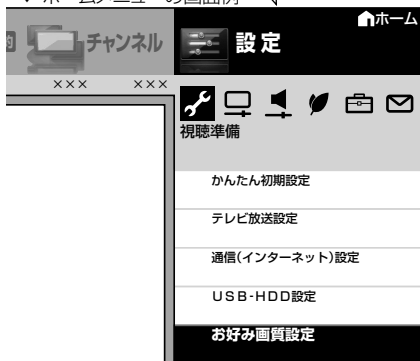 ホームメニューの画面例
ホーム
チャンネル
設定
×××　×××
視聴準備
かんたん初期設定
テレビ放送設定
通信(インターネット)設定
USB-HDD設定
お好み画質設定